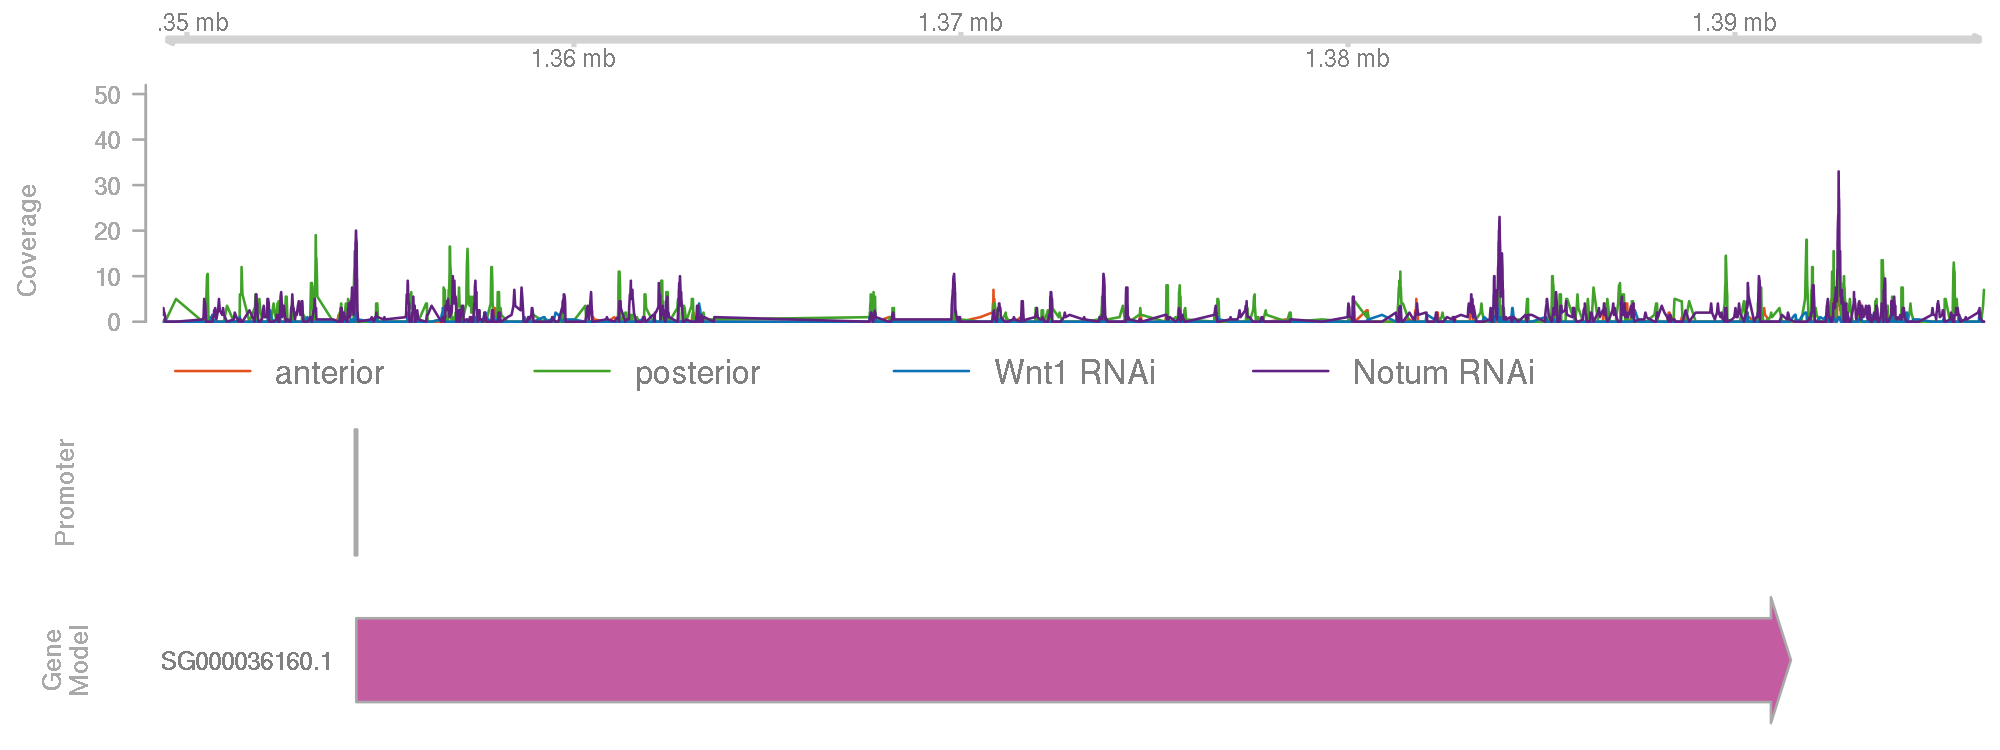 .35 mb
1.37 mb
1.39 mb
1.36 mb
1.38 mb
Coverage
50
40
30
20
10
0
anterior posterior Wnt1 RNAi Notum RNAi
Promoter
Gene
Model
SG000036160.1